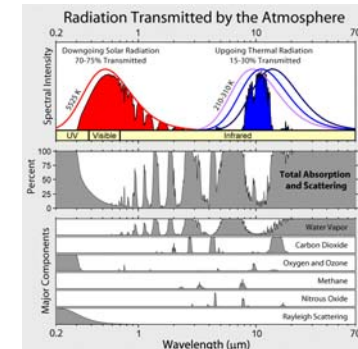 Radiation Transmitted by the Atmosphere
0.2 1 10 70
Downgoing Solar Radiation
70-75% Transmitted
Upgoing Thermal Radiation
15-30% Transmitted
Spectral Intensity
5525 K
210-310 K
UV Visible Infrared
Percent
100
75
50
25
0
Total Absorption
and Scattering
Major Components
Water Vapor
Carbon Dioxide
Oxygen and Ozone
Methane
Nitrous Oxide
Rayleigh Scattering
0.2 1 10 70
Wavelength (μm)